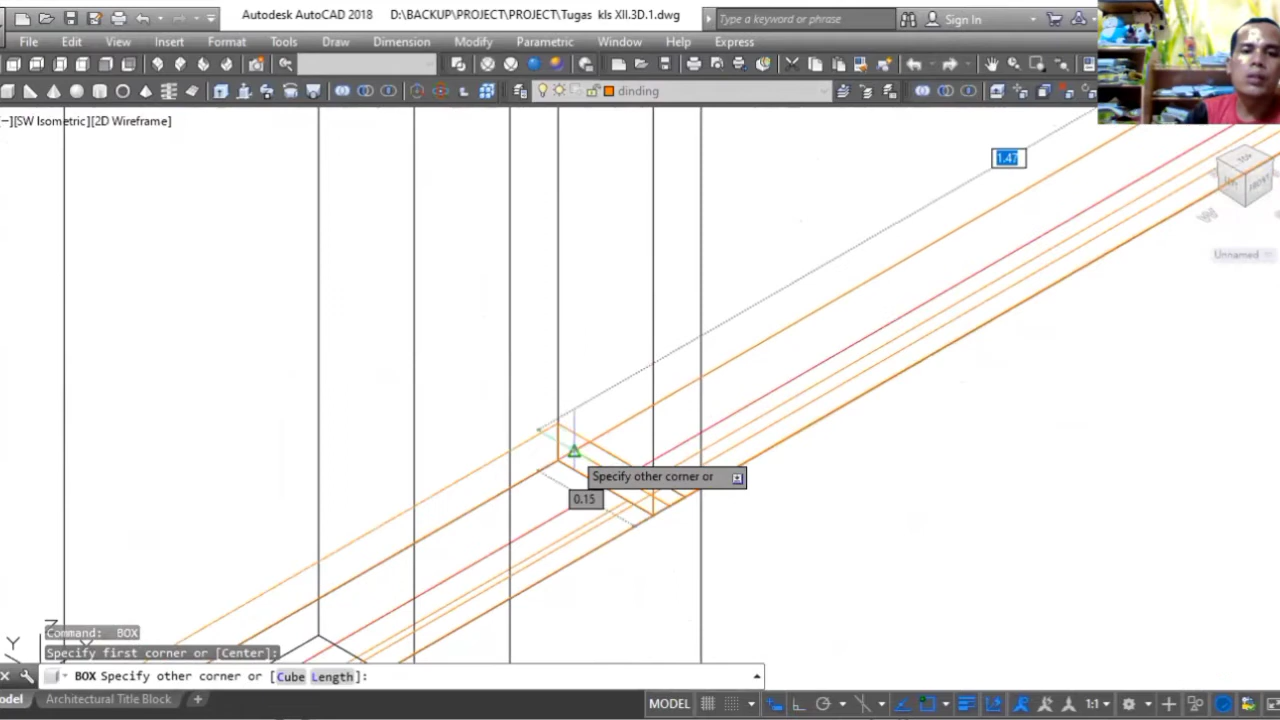 Autodesk AutoCAD 2018 D:\BACKUP\PROJECT\PROJECT\Tugas kls XII.3D.1.dwg Type a keyword or phrase Sign In
File Edit View Insert Format Tools Draw Dimension Modify Parametric Window Help Express
dinding
[−][SW Isometric][2D Wireframe]
1.47
W
Unnamed
Specify other corner or
0.15
Z
Command: BOX
Y
Specify first corner or [Center]:
BOX Specify other corner or [Cube Length]:
odel Architectural Title Block + MODEL 1:1